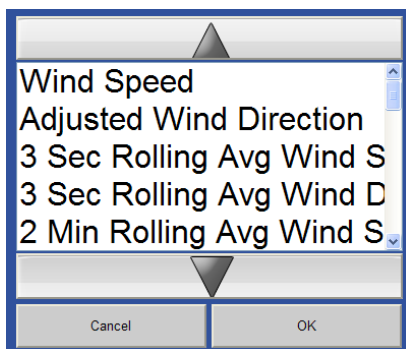 Wind Speed
Adjusted Wind Direction
3 Sec Rolling Avg Wind S
3 Sec Rolling Avg Wind D
2 Min Rolling Avg Wind S
Cancel OK